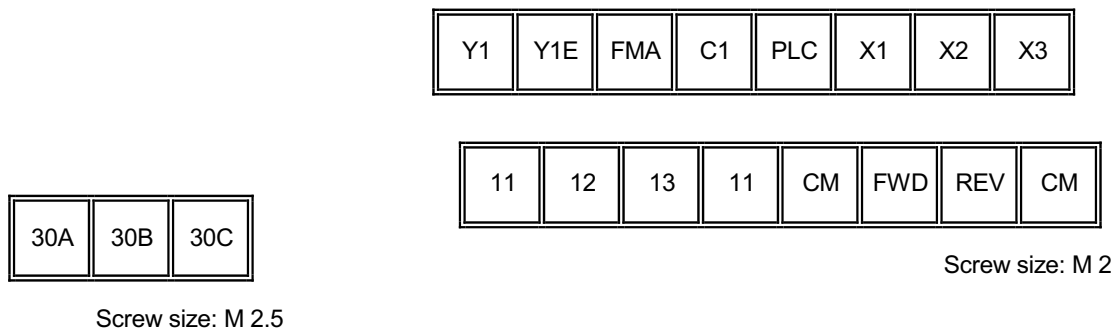 Y1 Y1E FMA C1 PLC X1 X2 X3
11 12 13 11 CM FWD REV CM
30A 30B 30C
Screw size: M 2
Screw size: M 2.5